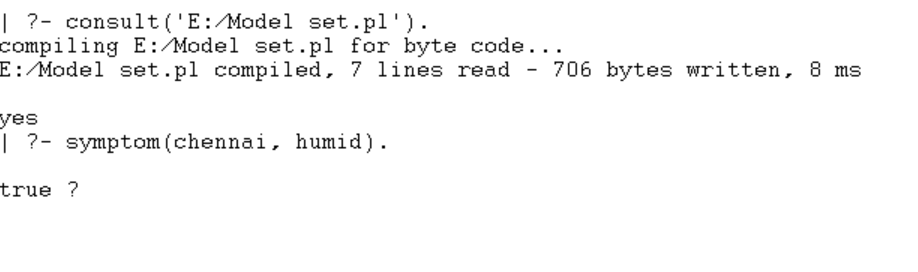 | ?- consult('E:/Model set.pl').
compiling E:/Model set.pl for byte code...
E:/Model set.pl compiled, 7 lines read - 706 bytes written, 8 ms
yes
| ?- symptom(chennai, humid).
true ?